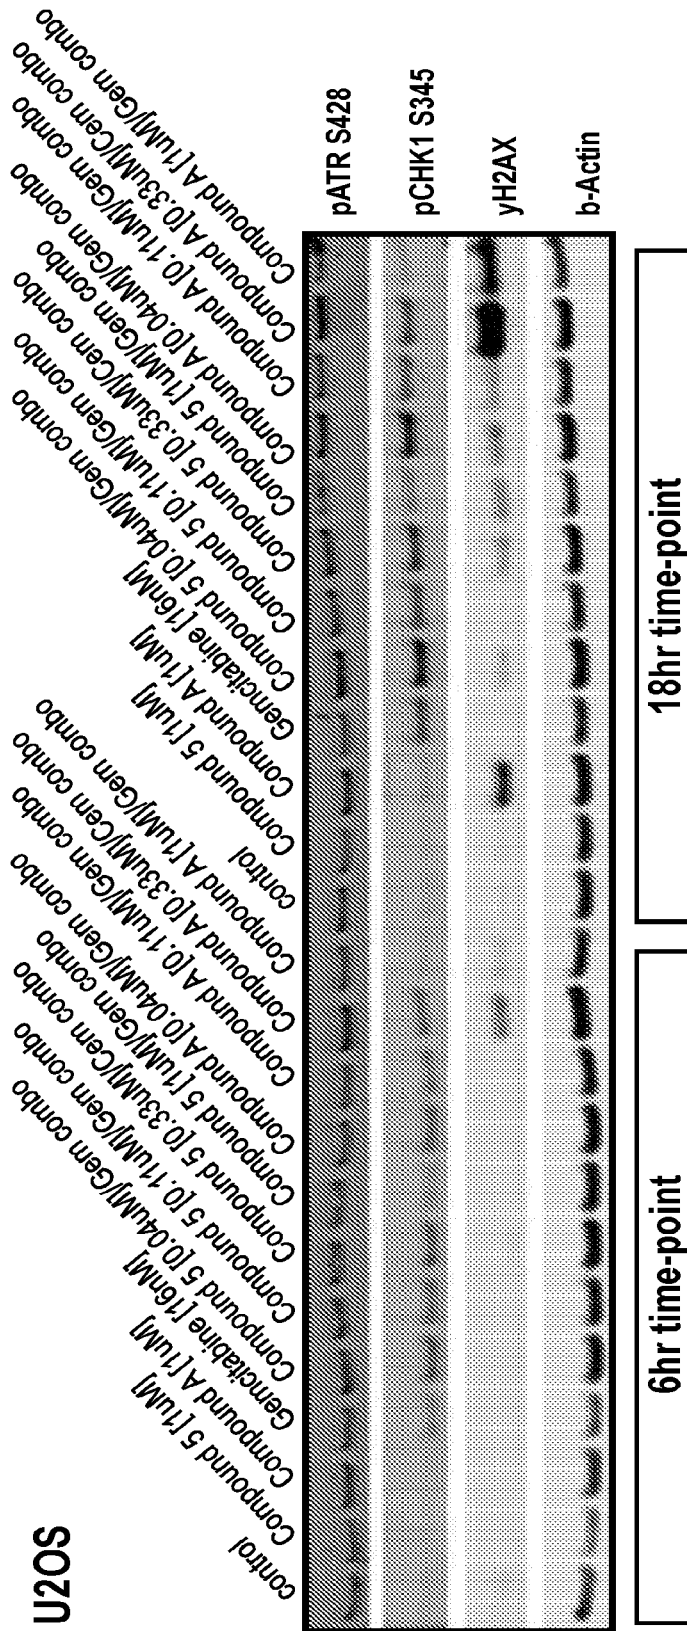 U2OS
control
Compound 5 [1uM]
Compound A [1uM]
Gemcitabine [16nM]
Compound 5 [0.04uM]/Gem combo
Compound 5 [0.11uM]/Gem combo
Compound 5 [0.33uM]/Cem combo
Compound 5 [1uM]/Gem combo
Compound A [0.04uM]/Gem combo
Compound A [0.11uM]/Gem combo
Compound A [0.33uM]/Cem combo
Compound A [1uM]/Gem combo
control
Compound 5 [1uM]
Compound A [1uM]
Gemcitabine [16nM]
Compound 5 [0.04uM]/Gem combo
Compound 5 [0.11uM]/Gem combo
Compound 5 [0.33uM]/Cem combo
Compound 5 [1uM]/Gem combo
Compound A [0.04uM]/Gem combo
Compound A [0.11uM]/Gem combo
Compound A [0.33uM]/Cem combo
Compound A [1uM]/Gem combo
pATR S428
pCHK1 S345
yH2AX
b-Actin
6hr time-point
18hr time-point